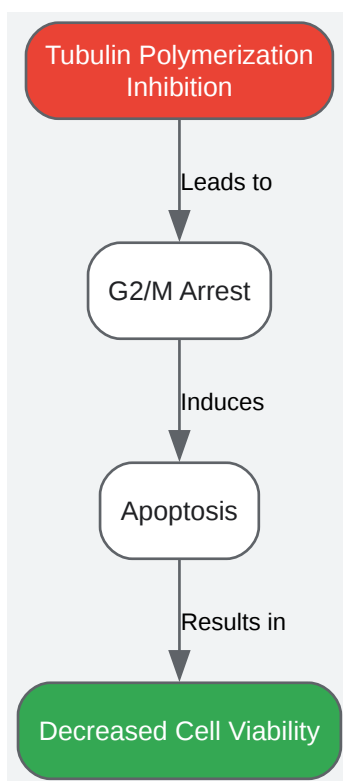 Tubulin Polymerization
Inhibition
Leads to
G2/M Arrest
Induces
Apoptosis
Results in
Decreased Cell Viability